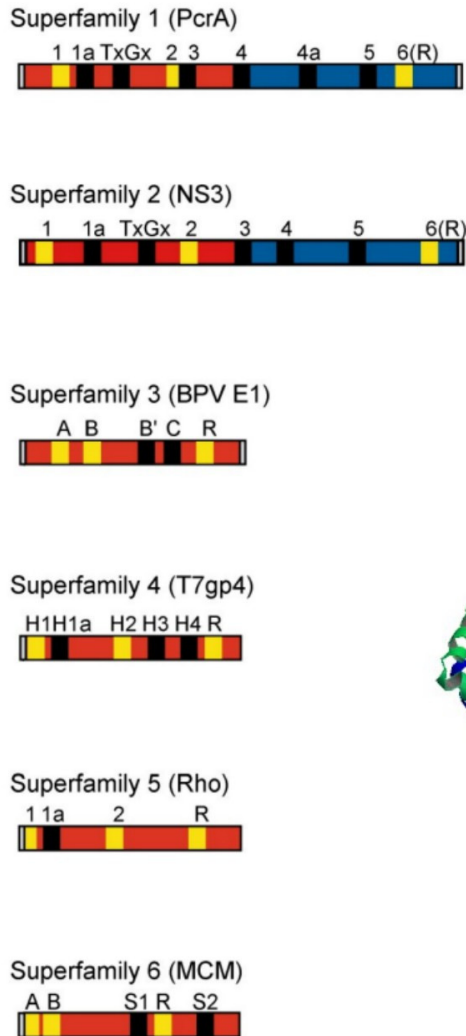 Superfamily 1 (PcrA)
1 1a TxGx 2 3 4 4a 5 6(R)
Superfamily 2 (NS3)
1 1a TxGx 2 3 4 5 6(R)
Superfamily 3 (BPV E1)
A B B' C R
Superfamily 4 (T7gp4)
H1H1a H2 H3 H4 R
Superfamily 5 (Rho)
1 1a 2 R
Superfamily 6 (MCM)
A B S1 R S2